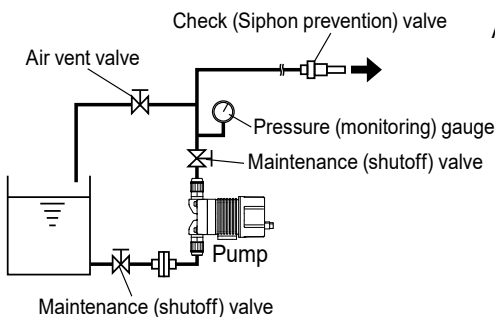 Check (Siphon prevention) valve
A
Air vent valve
Pressure (monitoring) gauge
Maintenance (shutoff) valve
Pump
Maintenance (shutoff) valve